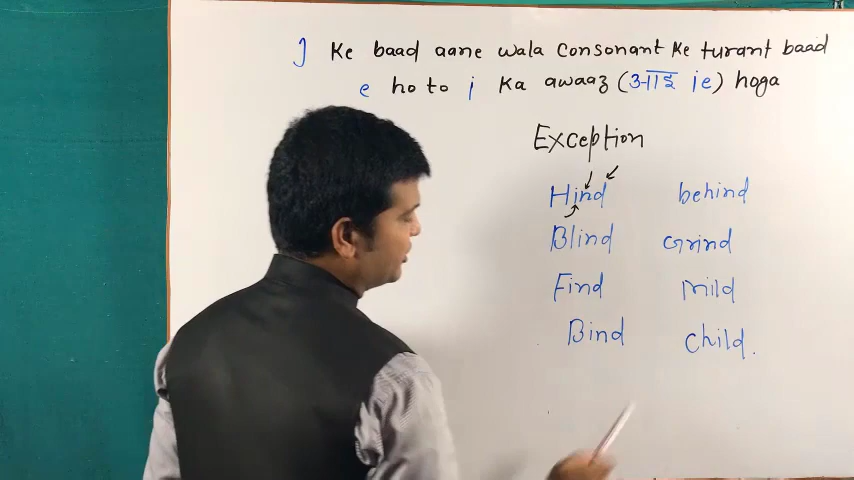 I Ke baad aane wala Consonant Ke turant baad
e ho to i Ka awaaz (आई ie) hoga
Exception
Hind behind
Blind Grind
Find mild
Bind child.